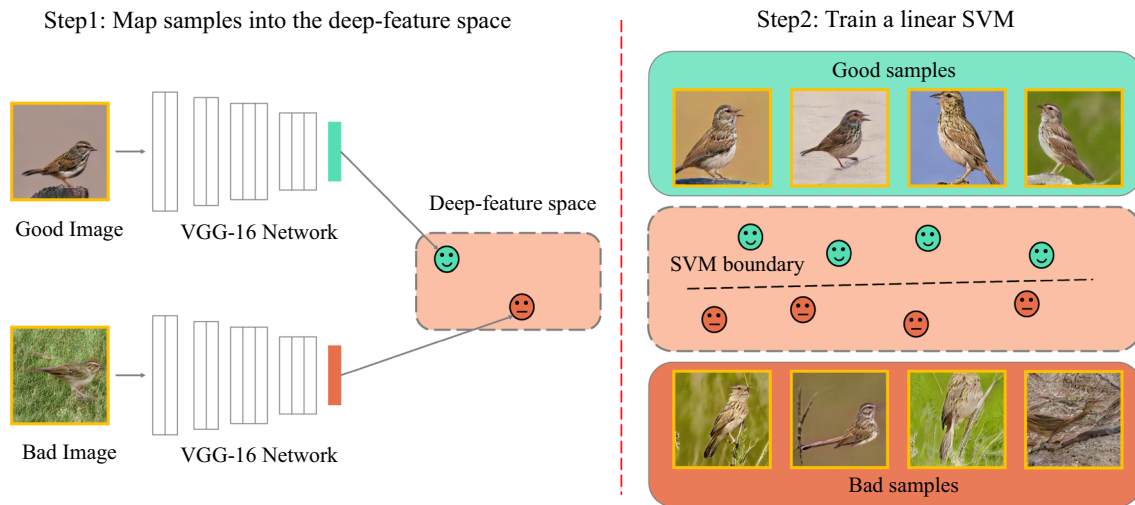 Step1: Map samples into the deep-feature space
Good Image
VGG-16 Network
Deep-feature space
Bad Image
VGG-16 Network
Step2: Train a linear SVM
Good samples
SVM boundary
Bad samples